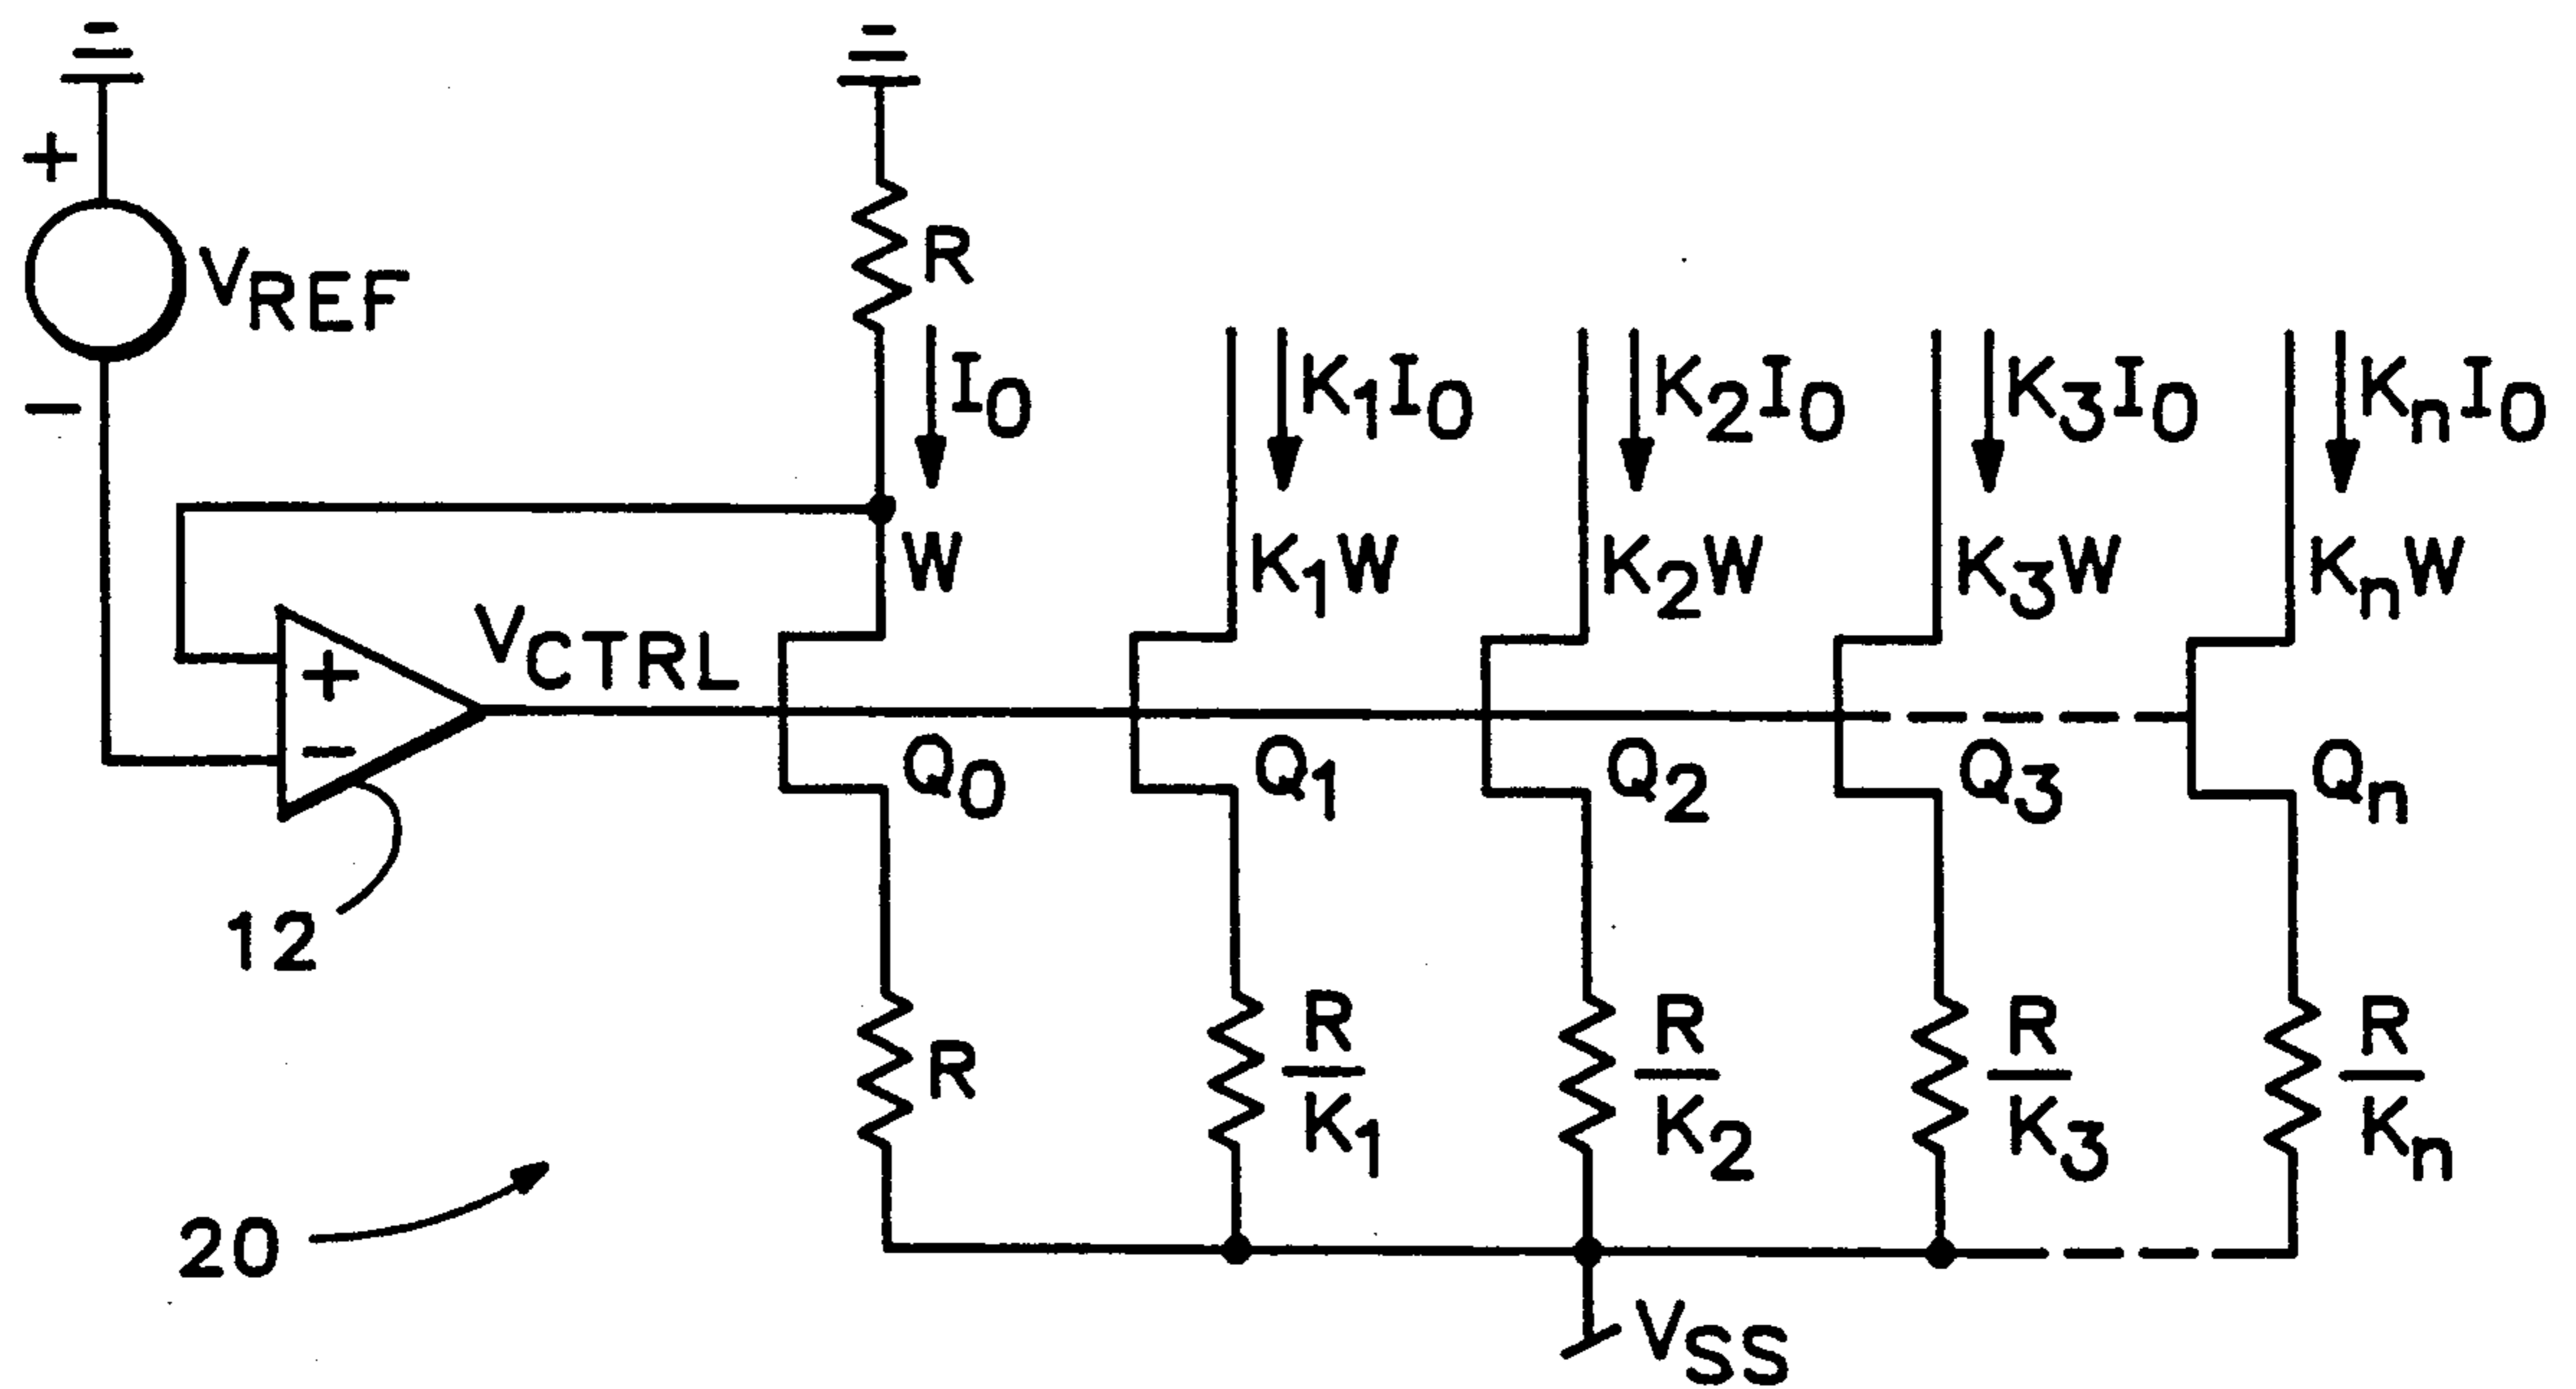 +
VREF
−
R
I0
K1I0
K2I0
K3I0
KnI0
W
K1W
K2W
K3W
KnW
+
−
VCTRL
Q0
Q1
Q2
Q3
Qn
12
R
R/K1
R/K2
R/K3
R/Kn
20
VSS